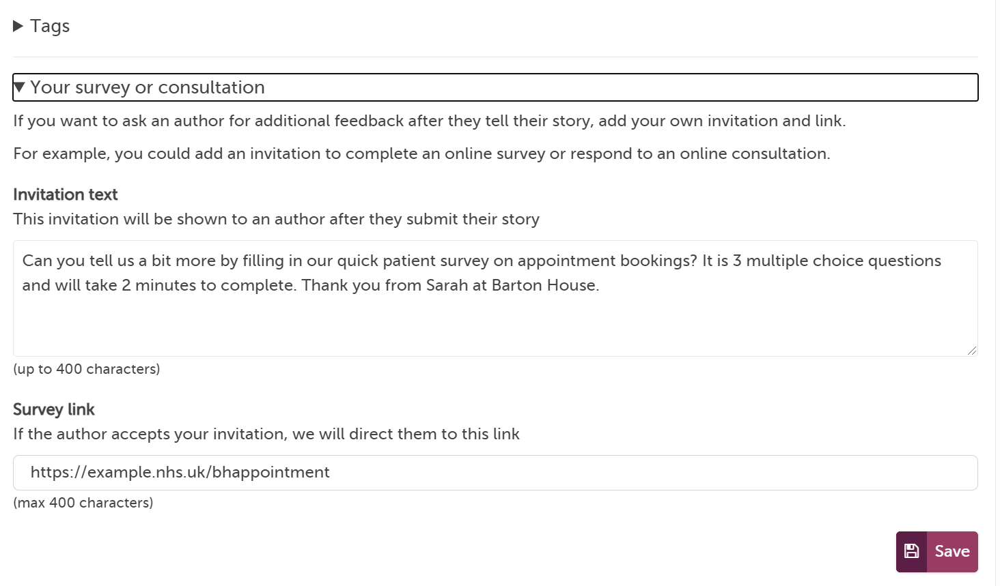 Tags
Your survey or consultation
If you want to ask an author for additional feedback after they tell their story, add your own invitation and link.
For example, you could add an invitation to complete an online survey or respond to an online consultation.
Invitation text
This invitation will be shown to an author after they submit their story
Can you tell us a bit more by filling in our quick patient survey on appointment bookings? It is 3 multiple choice questions
and will take 2 minutes to complete. Thank you from Sarah at Barton House.
(up to 400 characters)
Survey link
If the author accepts your invitation, we will direct them to this link
https://example.nhs.uk/bhappointment
(max 400 characters)
Save